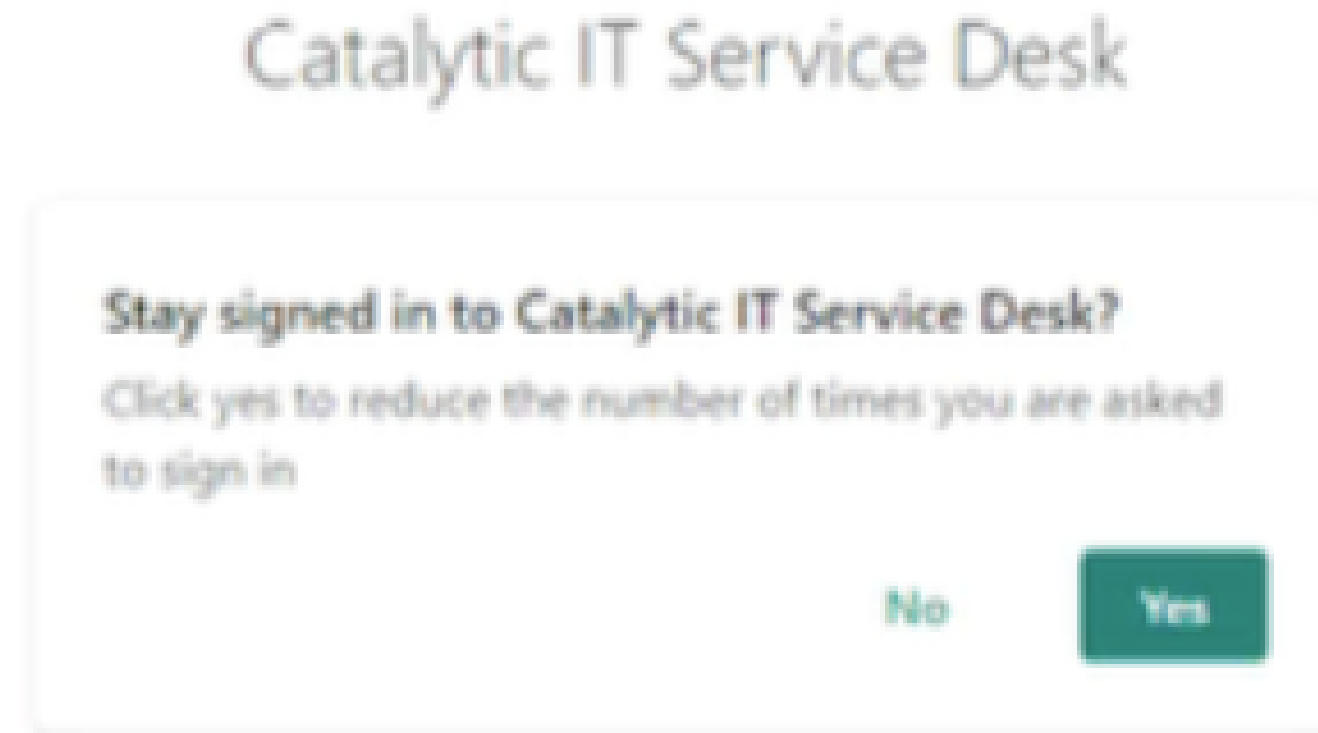 Catalytic IT Service Desk
Stay signed in to Catalytic IT Service Desk?
Click yes to reduce the number of times you are asked
to sign in
No
Yes